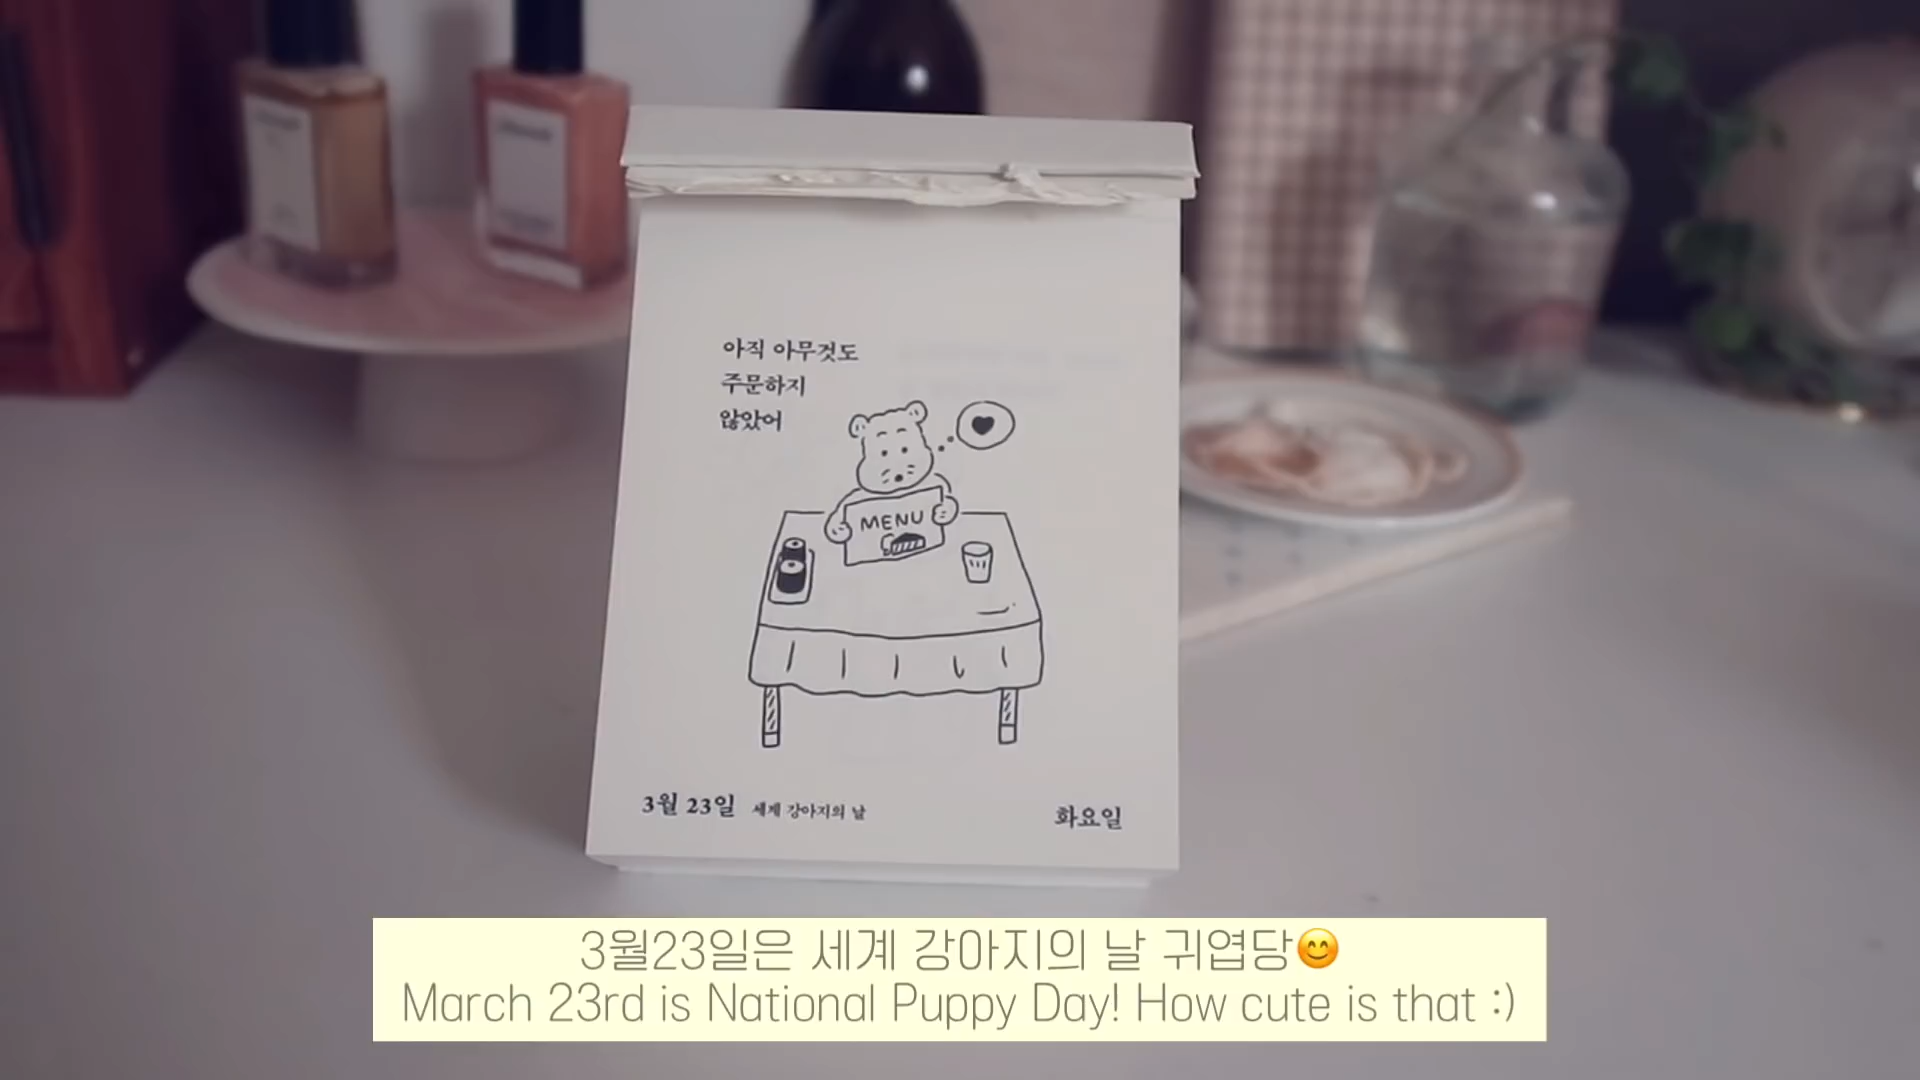 아직 아무것도
주문하지
않았어
MENU
3월 23일 세계 강아지의 날 화요일
3월23일은 세계 강아지의 날 귀엽당😊
March 23rd is National Puppy Day! How cute is that :)